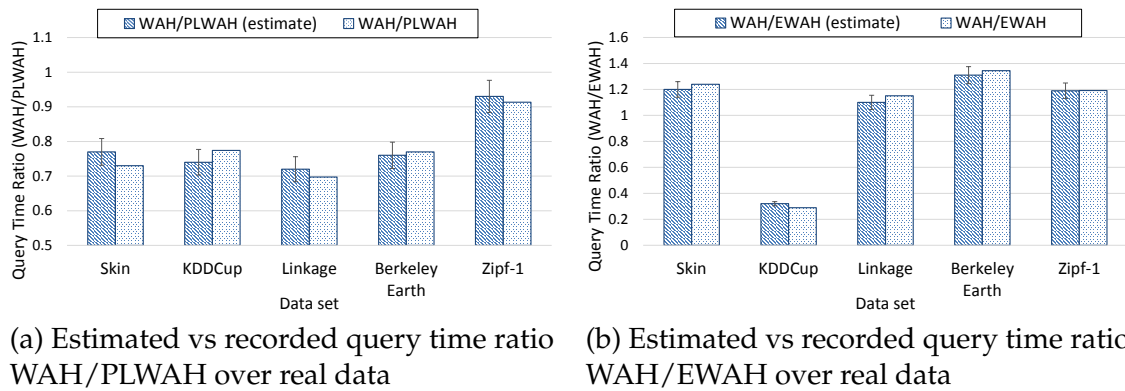 WAH/PLWAH (estimate) WAH/PLWAH
1.1
1
0.9
0.8
0.7
0.6
0.5
Query Time Ratio (WAH/PLWAH)
Skin KDDCup Linkage Berkeley Earth Zipf-1
Data set
(a) Estimated vs recorded query time ratio
WAH/PLWAH over real data
WAH/EWAH (estimate) WAH/EWAH
1.6
1.4
1.2
1
0.8
0.6
0.4
0.2
0
Query Time Ratio (WAH/EWAH)
Skin KDDCup Linkage Berkeley Earth Zipf-1
Data set
(b) Estimated vs recorded query time ratio
WAH/EWAH over real data